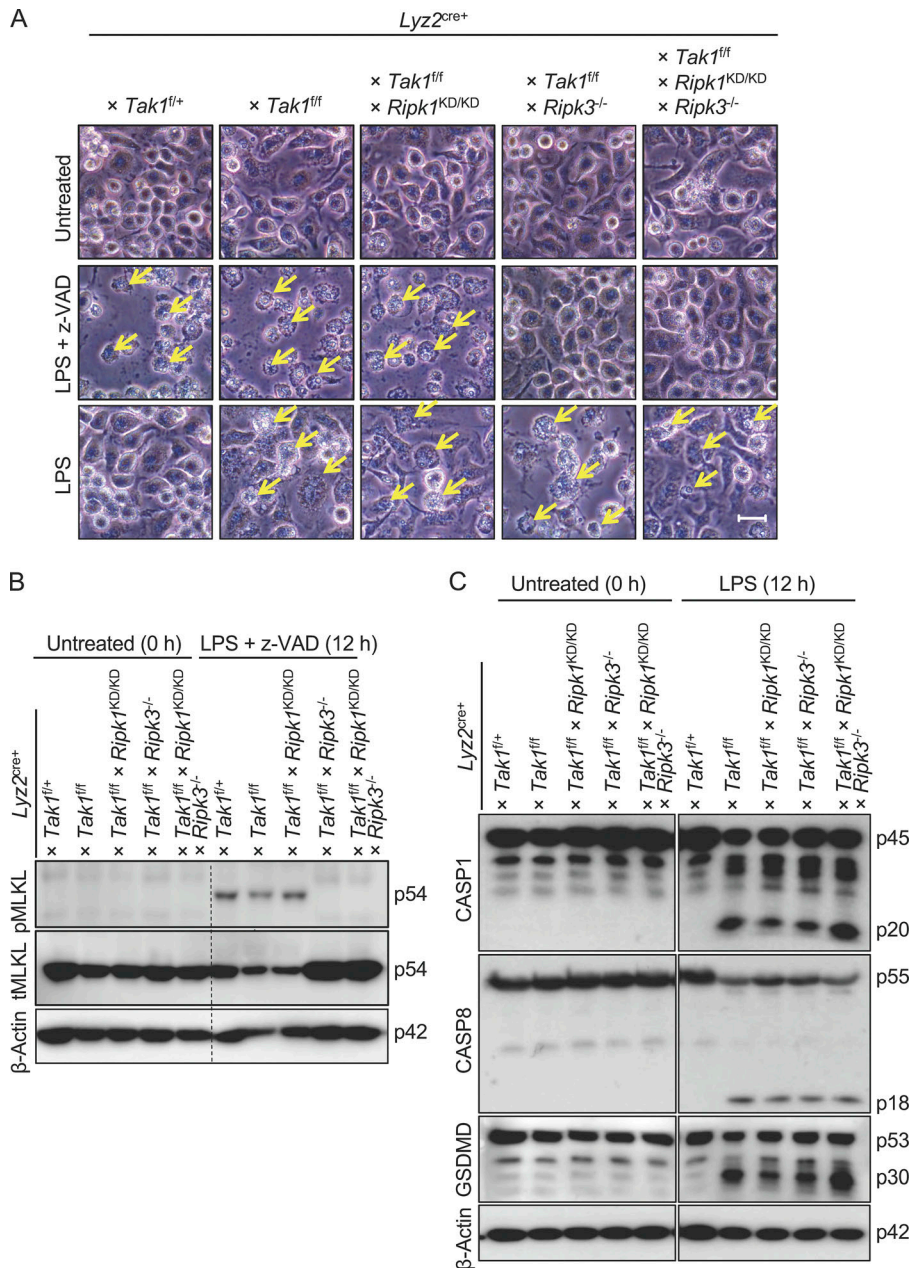 A
Lyz2cre+
× Tak1f/+
× Tak1f/f
× Tak1f/f
× Ripk1KD/KD
× Tak1f/f
× Ripk3-/-
× Tak1f/f
× Ripk1KD/KD
× Ripk3-/-
Untreated
LPS + z-VAD
LPS
B
Untreated (0 h)
LPS + z-VAD (12 h)
Lyz2cre+
× Tak1f/+
× Tak1f/f
× Tak1f/f × Ripk1KD/KD
× Tak1f/f × Ripk3-/-
× Tak1f/f × Ripk1KD/KD
× Ripk3-/-
× Tak1f/+
× Tak1f/f
× Tak1f/f × Ripk1KD/KD
× Tak1f/f × Ripk3-/-
× Tak1f/f × Ripk1KD/KD
× Ripk3-/-
pMLKL
p54
tMLKL
p54
β-Actin
p42
C
Untreated (0 h)
LPS (12 h)
Lyz2cre+
× Tak1f/+
× Tak1f/f
× Tak1f/f × Ripk1KD/KD
× Tak1f/f × Ripk3-/-
× Tak1f/f × Ripk1KD/KD
× Ripk3-/-
× Tak1f/+
× Tak1f/f
× Tak1f/f × Ripk1KD/KD
× Tak1f/f × Ripk3-/-
× Tak1f/f × Ripk1KD/KD
× Ripk3-/-
CASP1
p45
p20
CASP8
p55
p18
GSDMD
p53
p30
β-Actin
p42